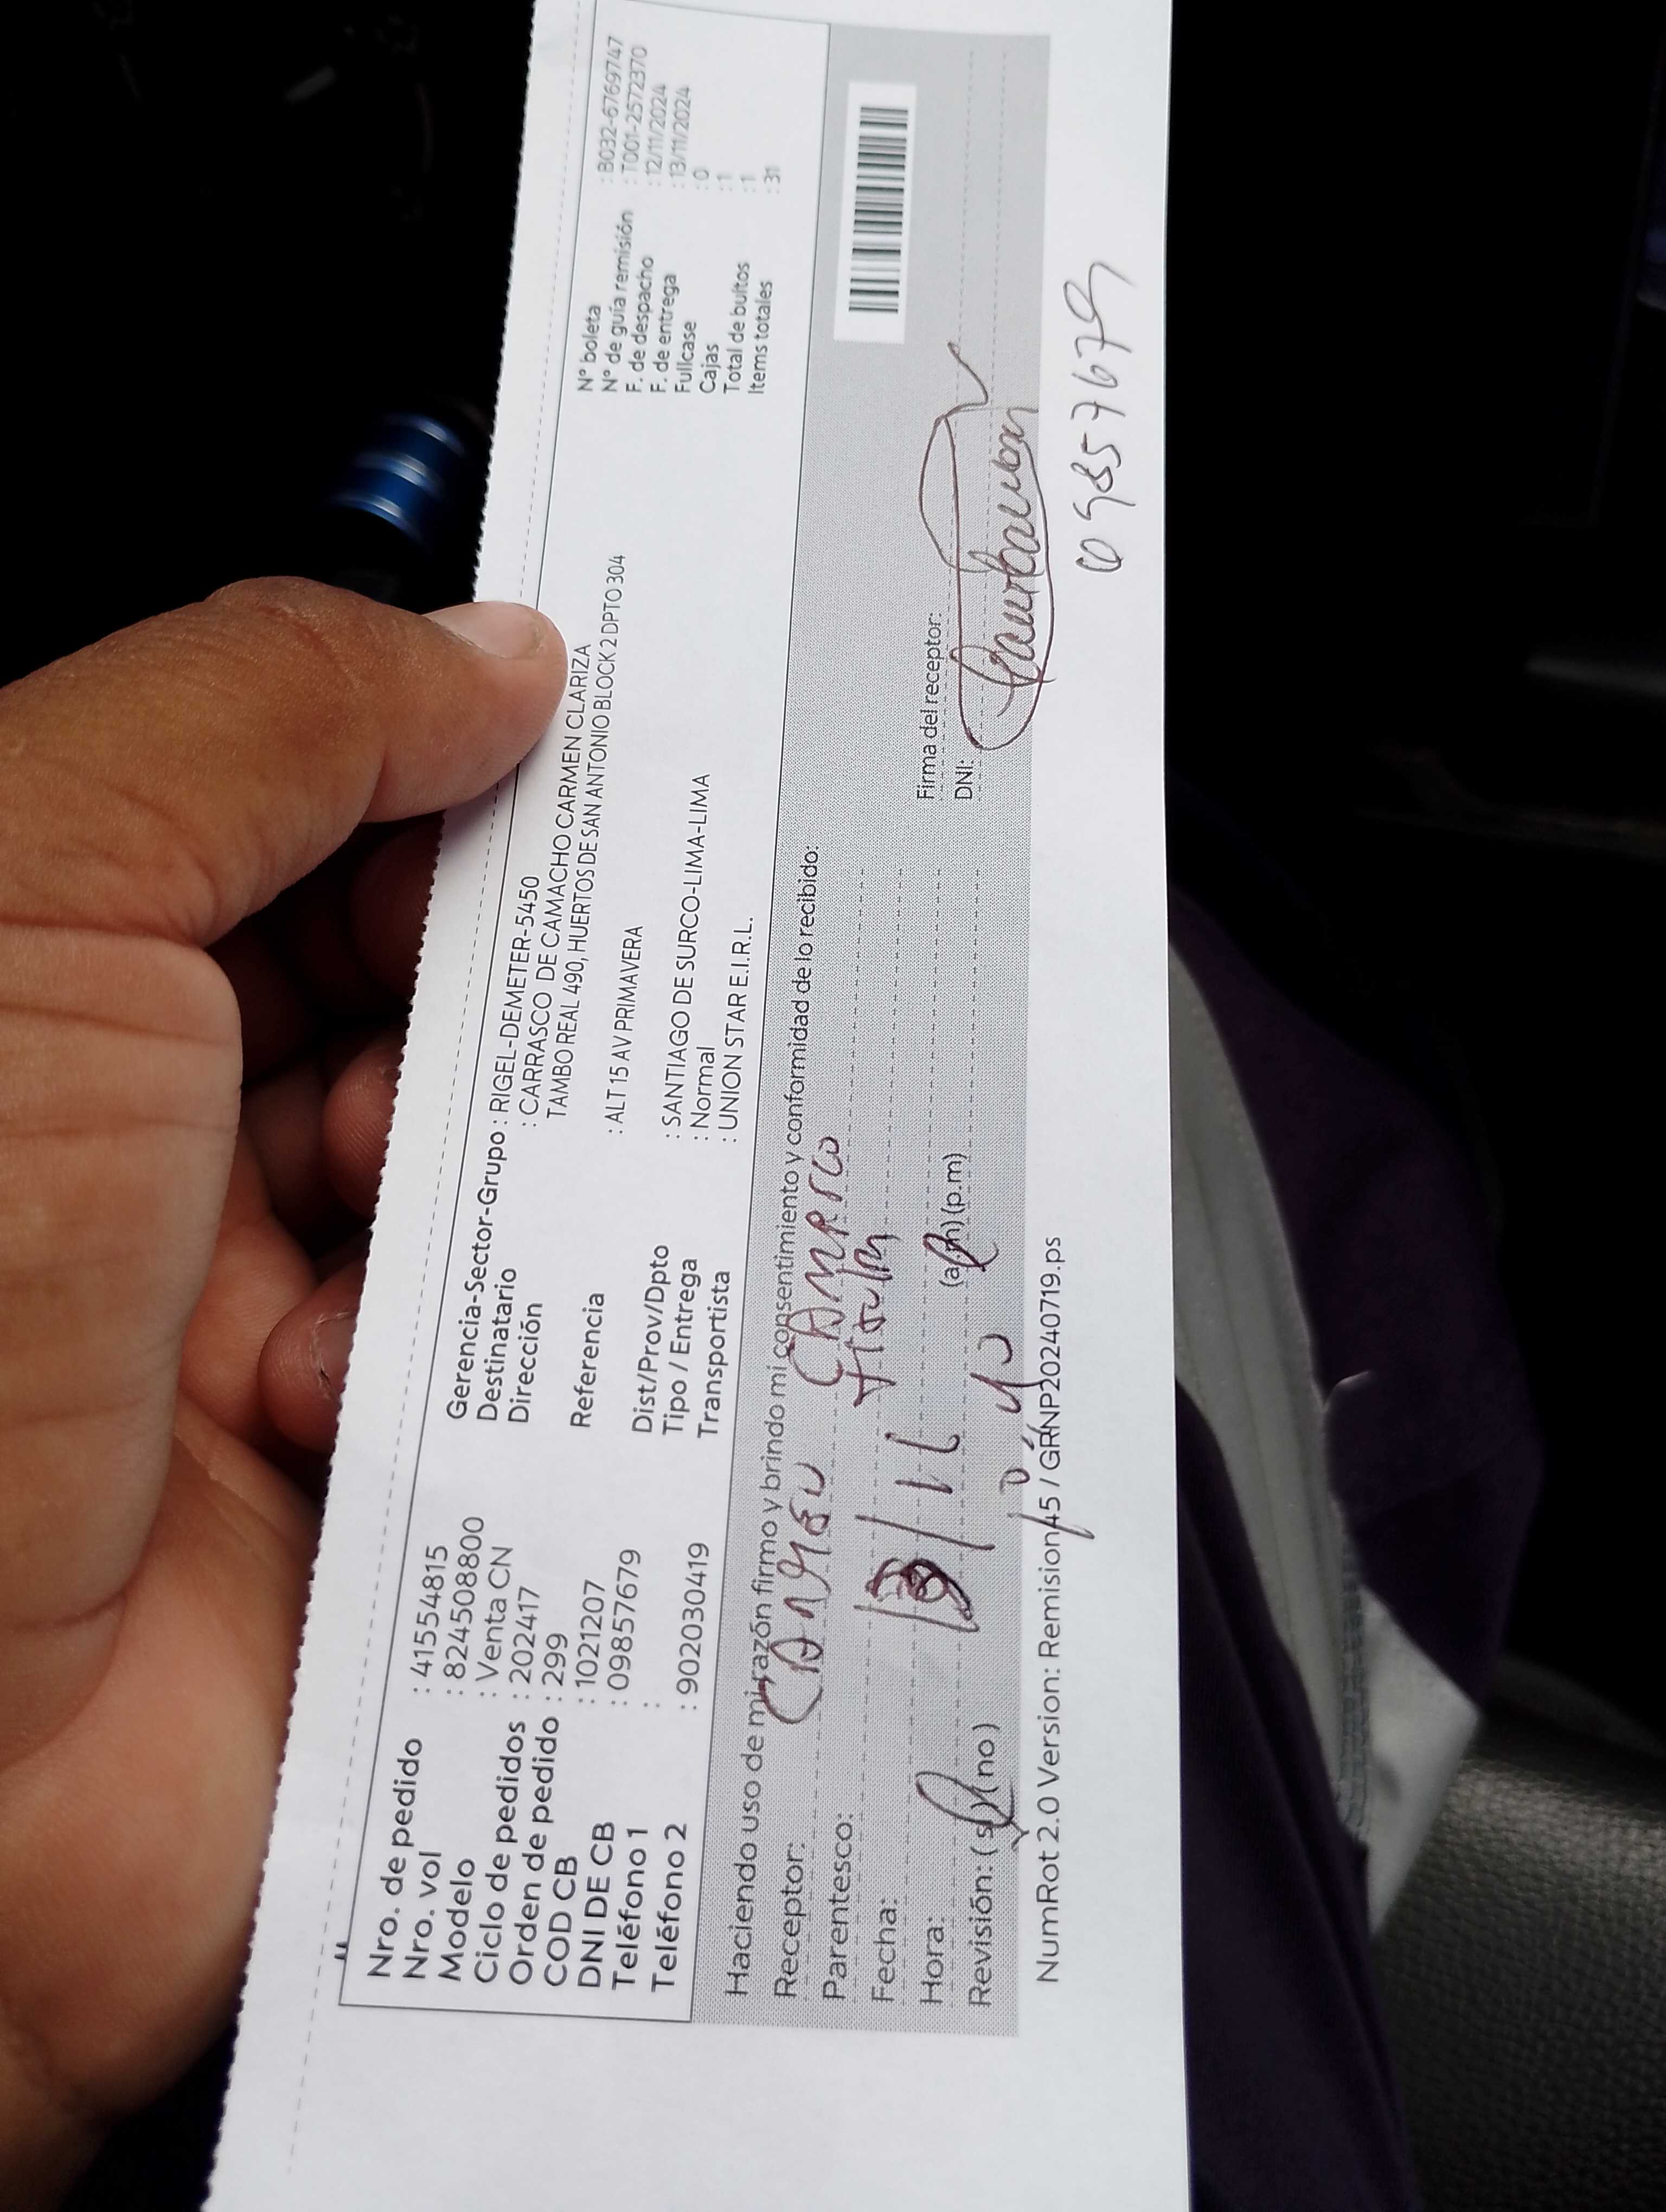 Nro. de pedido : 41554815
Nro. vol : 8245088800
Modelo : Venta CN
Ciclo de pedidos : 202417
Orden de pedido : 299
COD CB : 1021207
DNI DE CB : 09857679
Teléfono 1 :
Teléfono 2 : 902030419
Gerencia-Sector-Grupo : RIGEL-DEMETER-5450
Destinatario : CARRASCO DE CAMACHO CARMEN CLARIZA
Dirección TAMBO REAL 490, HUERTOS DE SAN ANTONIO BLOCK 2 DPTO 304
Referencia : ALT 15 AV PRIMAVERA
Dist/Prov/Dpto : SANTIAGO DE SURCO-LIMA-LIMA
Tipo / Entrega : Normal
Transportista : UNION STAR E.I.R.L.
N° boleta : B032-6769747
N° de guía remisión : T001-2572370
F. de despacho : 12/11/2024
F. de entrega : 13/11/2024
Fullcase : 0
Cajas : 1
Total de bultos : 1
Items totales : 31
Haciendo uso de mi razón firmo y brindo mi consentimiento y conformidad de lo recibido:
Receptor:
Parentesco:
Fecha:
Hora: (a.m) (p.m)
Revisión: (si) (no)
Firma del receptor:
DNI:
09857679
NumRot 2.0 Version: Remision45 / GRNP20240719.ps